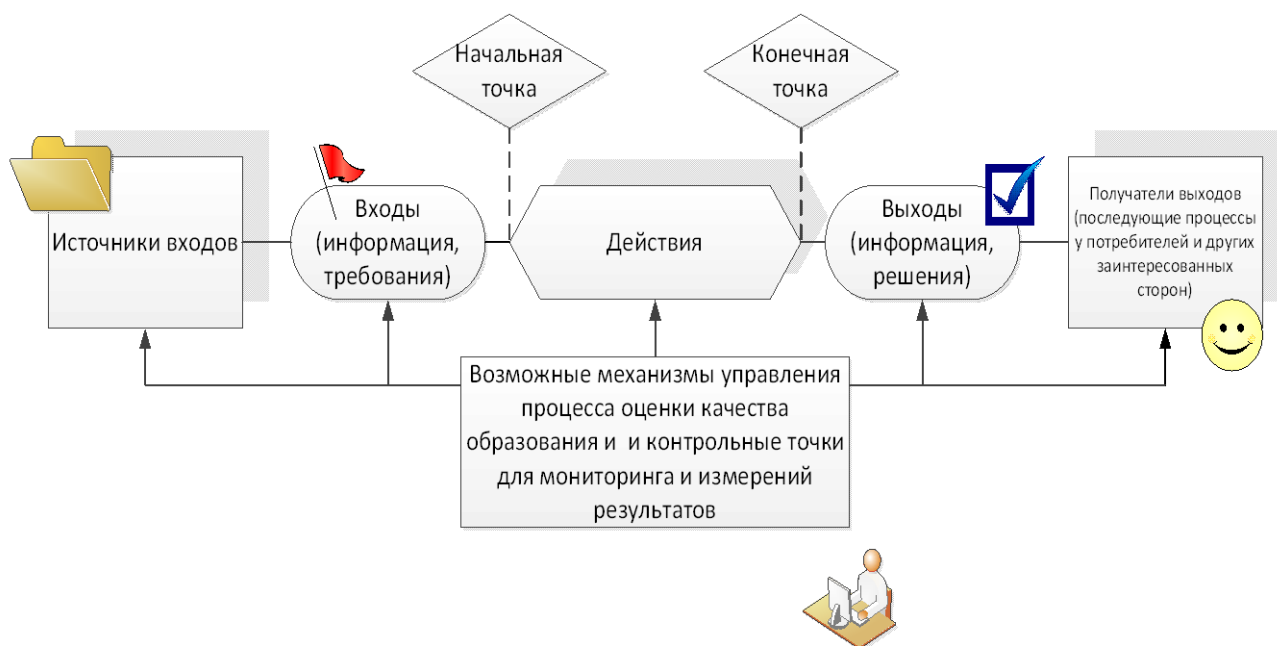 Начальная
точка
Конечная
точка
Источники входов
Входы
(информация,
требования)
Действия
Выходы
(информация,
решения)
Получатели выходов
(последующие процессы
у потребителей и других
заинтересованных
сторон)
Возможные механизмы управления
процесса оценки качества
образования и  и контрольные точки
для мониторинга и измерений
результатов